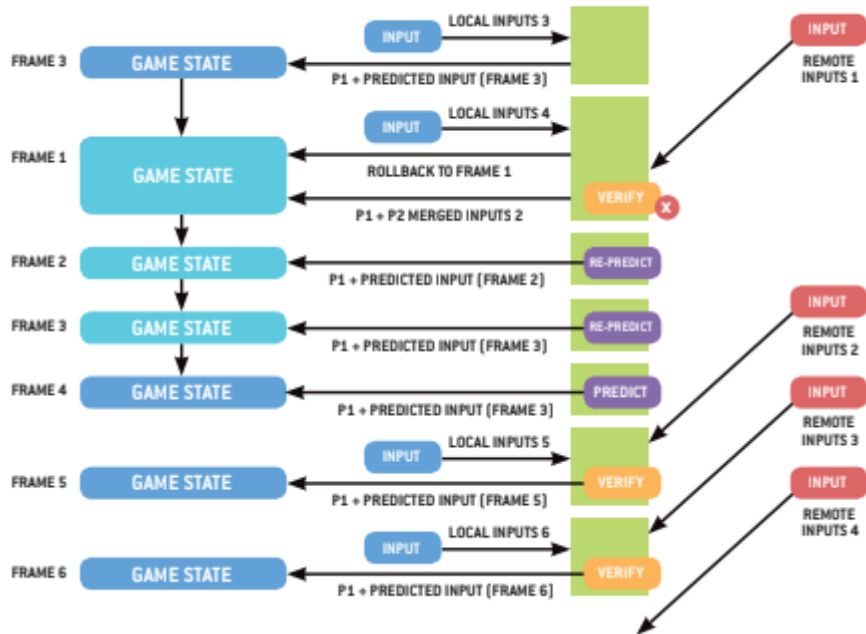 INPUT
LOCAL INPUTS 3
INPUT
FRAME 3
GAME STATE
REMOTE
INPUTS 1
P1 + PREDICTED INPUT (FRAME 3)
LOCAL INPUTS 4
INPUT
FRAME 1
GAME STATE
ROLLBACK TO FRAME 1
VERIFY
X
P1 + P2 MERGED INPUTS 2
FRAME 2
GAME STATE
RE-PREDICT
P1 + PREDICTED INPUT (FRAME 2)
INPUT
FRAME 3
GAME STATE
RE-PREDICT
REMOTE
INPUTS 2
P1 + PREDICTED INPUT (FRAME 3)
FRAME 4
GAME STATE
PREDICT
INPUT
P1 + PREDICTED INPUT (FRAME 3)
REMOTE
INPUTS 3
LOCAL INPUTS 5
INPUT
FRAME 5
GAME STATE
VERIFY
INPUT
P1 + PREDICTED INPUT (FRAME 5)
REMOTE
INPUTS 4
LOCAL INPUTS 6
INPUT
FRAME 6
GAME STATE
VERIFY
P1 + PREDICTED INPUT (FRAME 6)